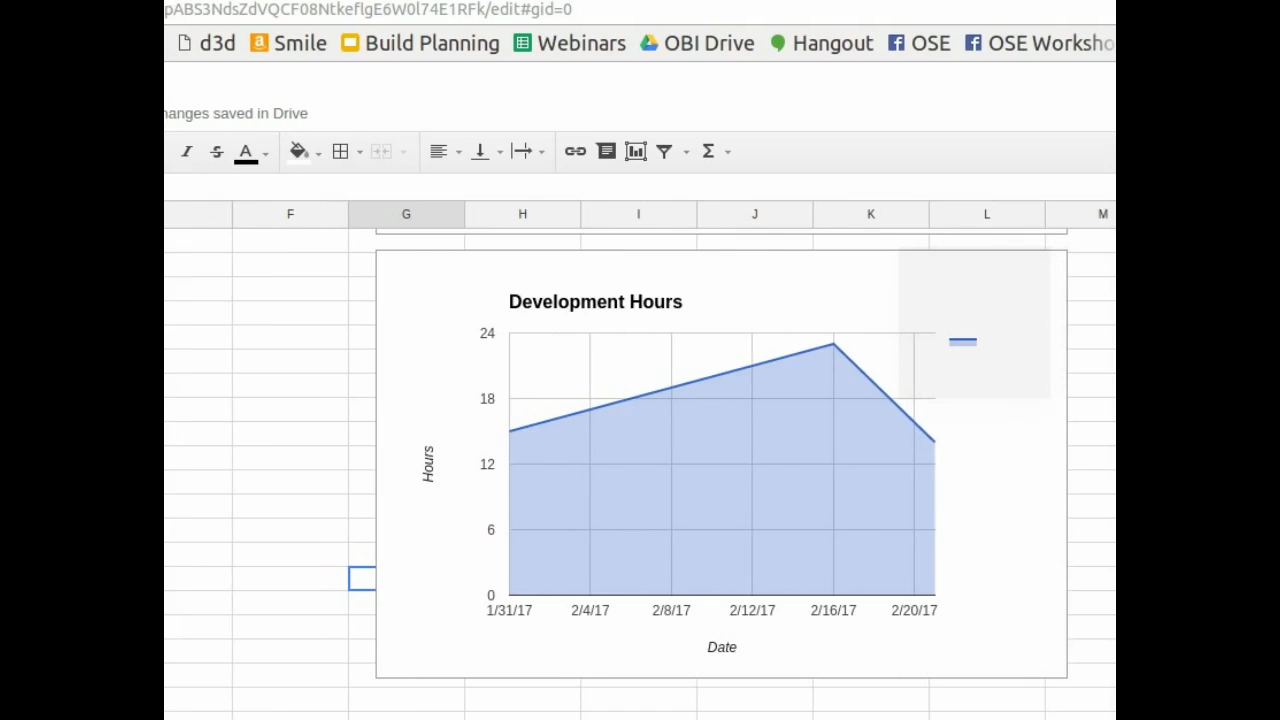 pABS3NdsZdVQCF08NtkeflgE6W0l74E1RFk/edit#gid=0
d3d Smile Build Planning Webinars OBI Drive Hangout OSE OSE Worksho
hanges saved in Drive
I S A Σ
F G H I J K L M
Development Hours
24
18
12
6
0
Hours
1/31/17 2/4/17 2/8/17 2/12/17 2/16/17 2/20/17
Date